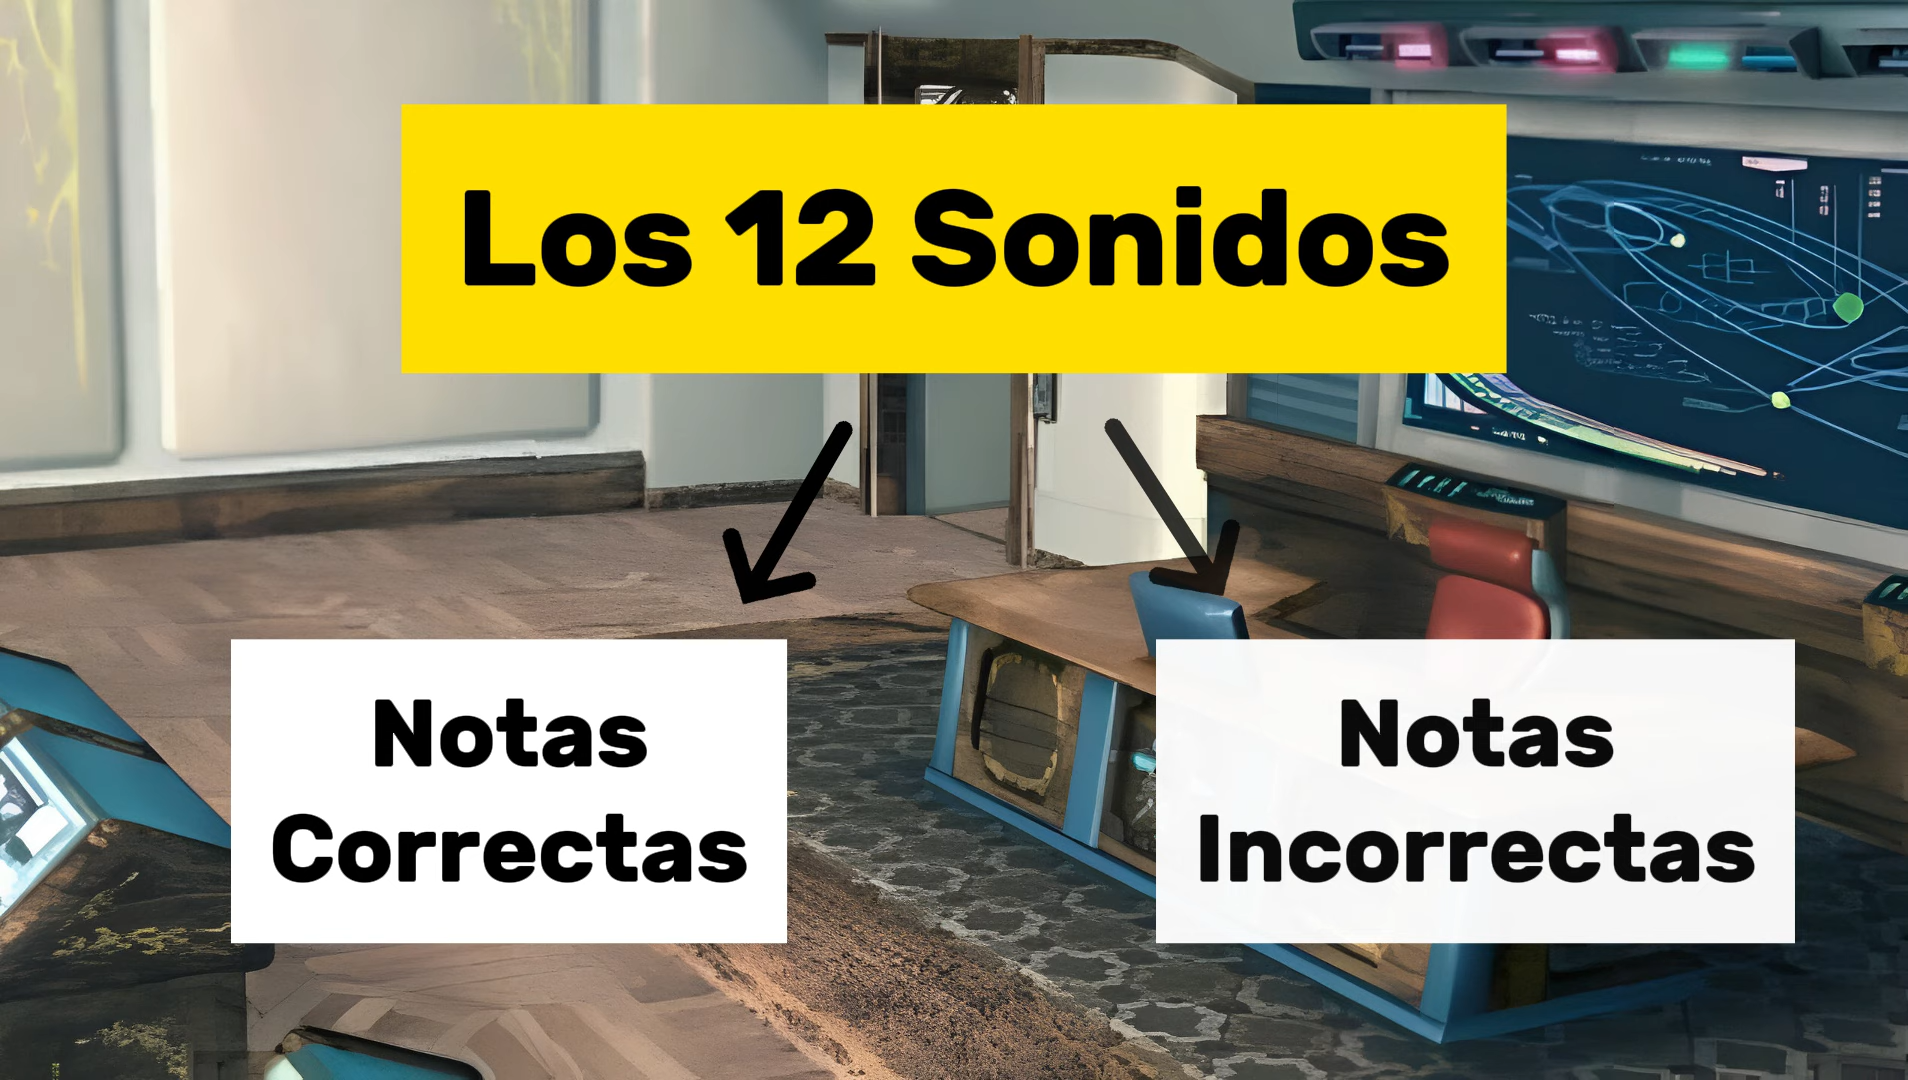 Los 12 Sonidos
Notas
Correctas
Notas
Incorrectas